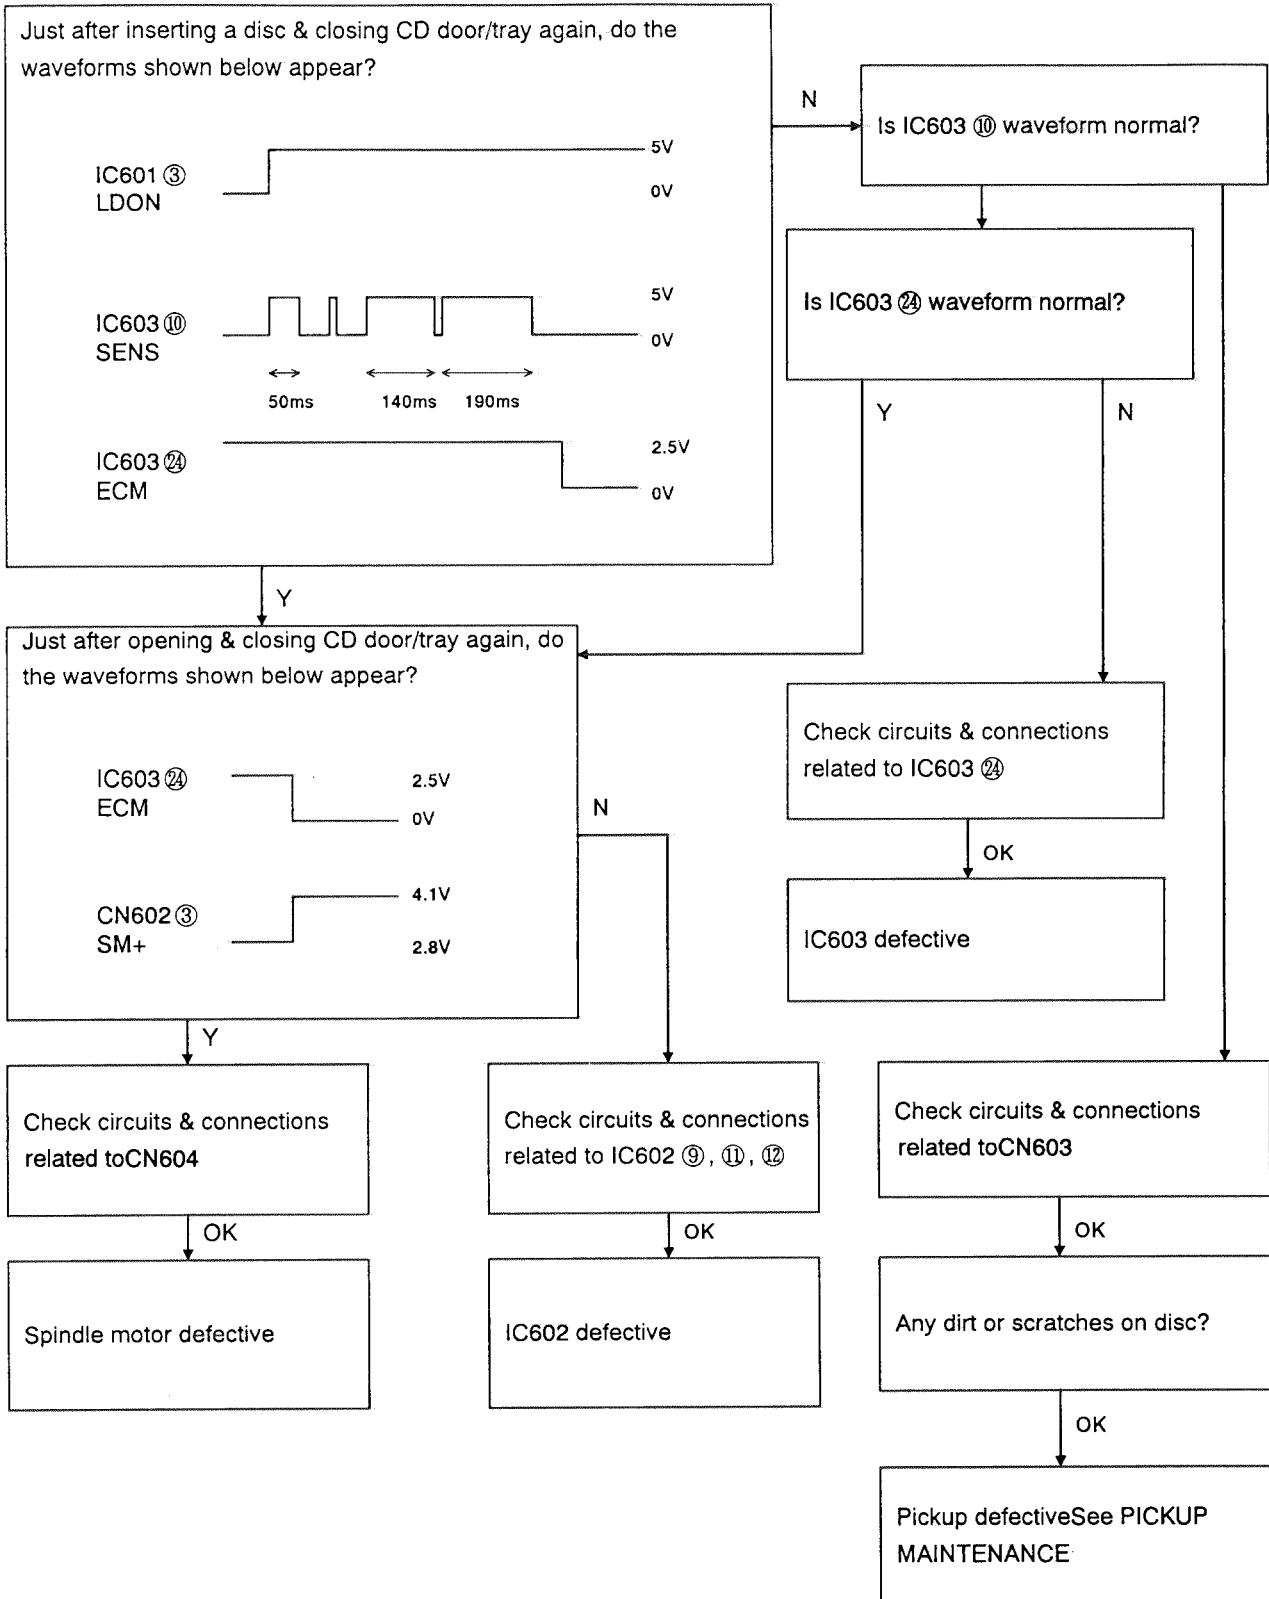 Just after inserting a disc & closing CD door/tray again, do the
waveforms shown below appear?
IC601 ③
LDON
5V
0V
IC603 ⑩
SENS
5V
0V
50ms
140ms
190ms
IC603 ㉔
ECM
2.5V
0V
N
Is IC603 ⑩ waveform normal?
Is IC603 ㉔ waveform normal?
Y
N
Y
Just after opening & closing CD door/tray again, do
the waveforms shown below appear?
IC603 ㉔
ECM
2.5V
0V
CN602 ③
SM+
4.1V
2.8V
N
Check circuits & connections
related to IC603 ㉔
OK
IC603 defective
Y
Check circuits & connections
related toCN604
OK
Spindle motor defective
Check circuits & connections
related to IC602 ⑨, ⑪, ⑫
OK
IC602 defective
Check circuits & connections
related toCN603
OK
Any dirt or scratches on disc?
OK
Pickup defectiveSee PICKUP
MAINTENANCE